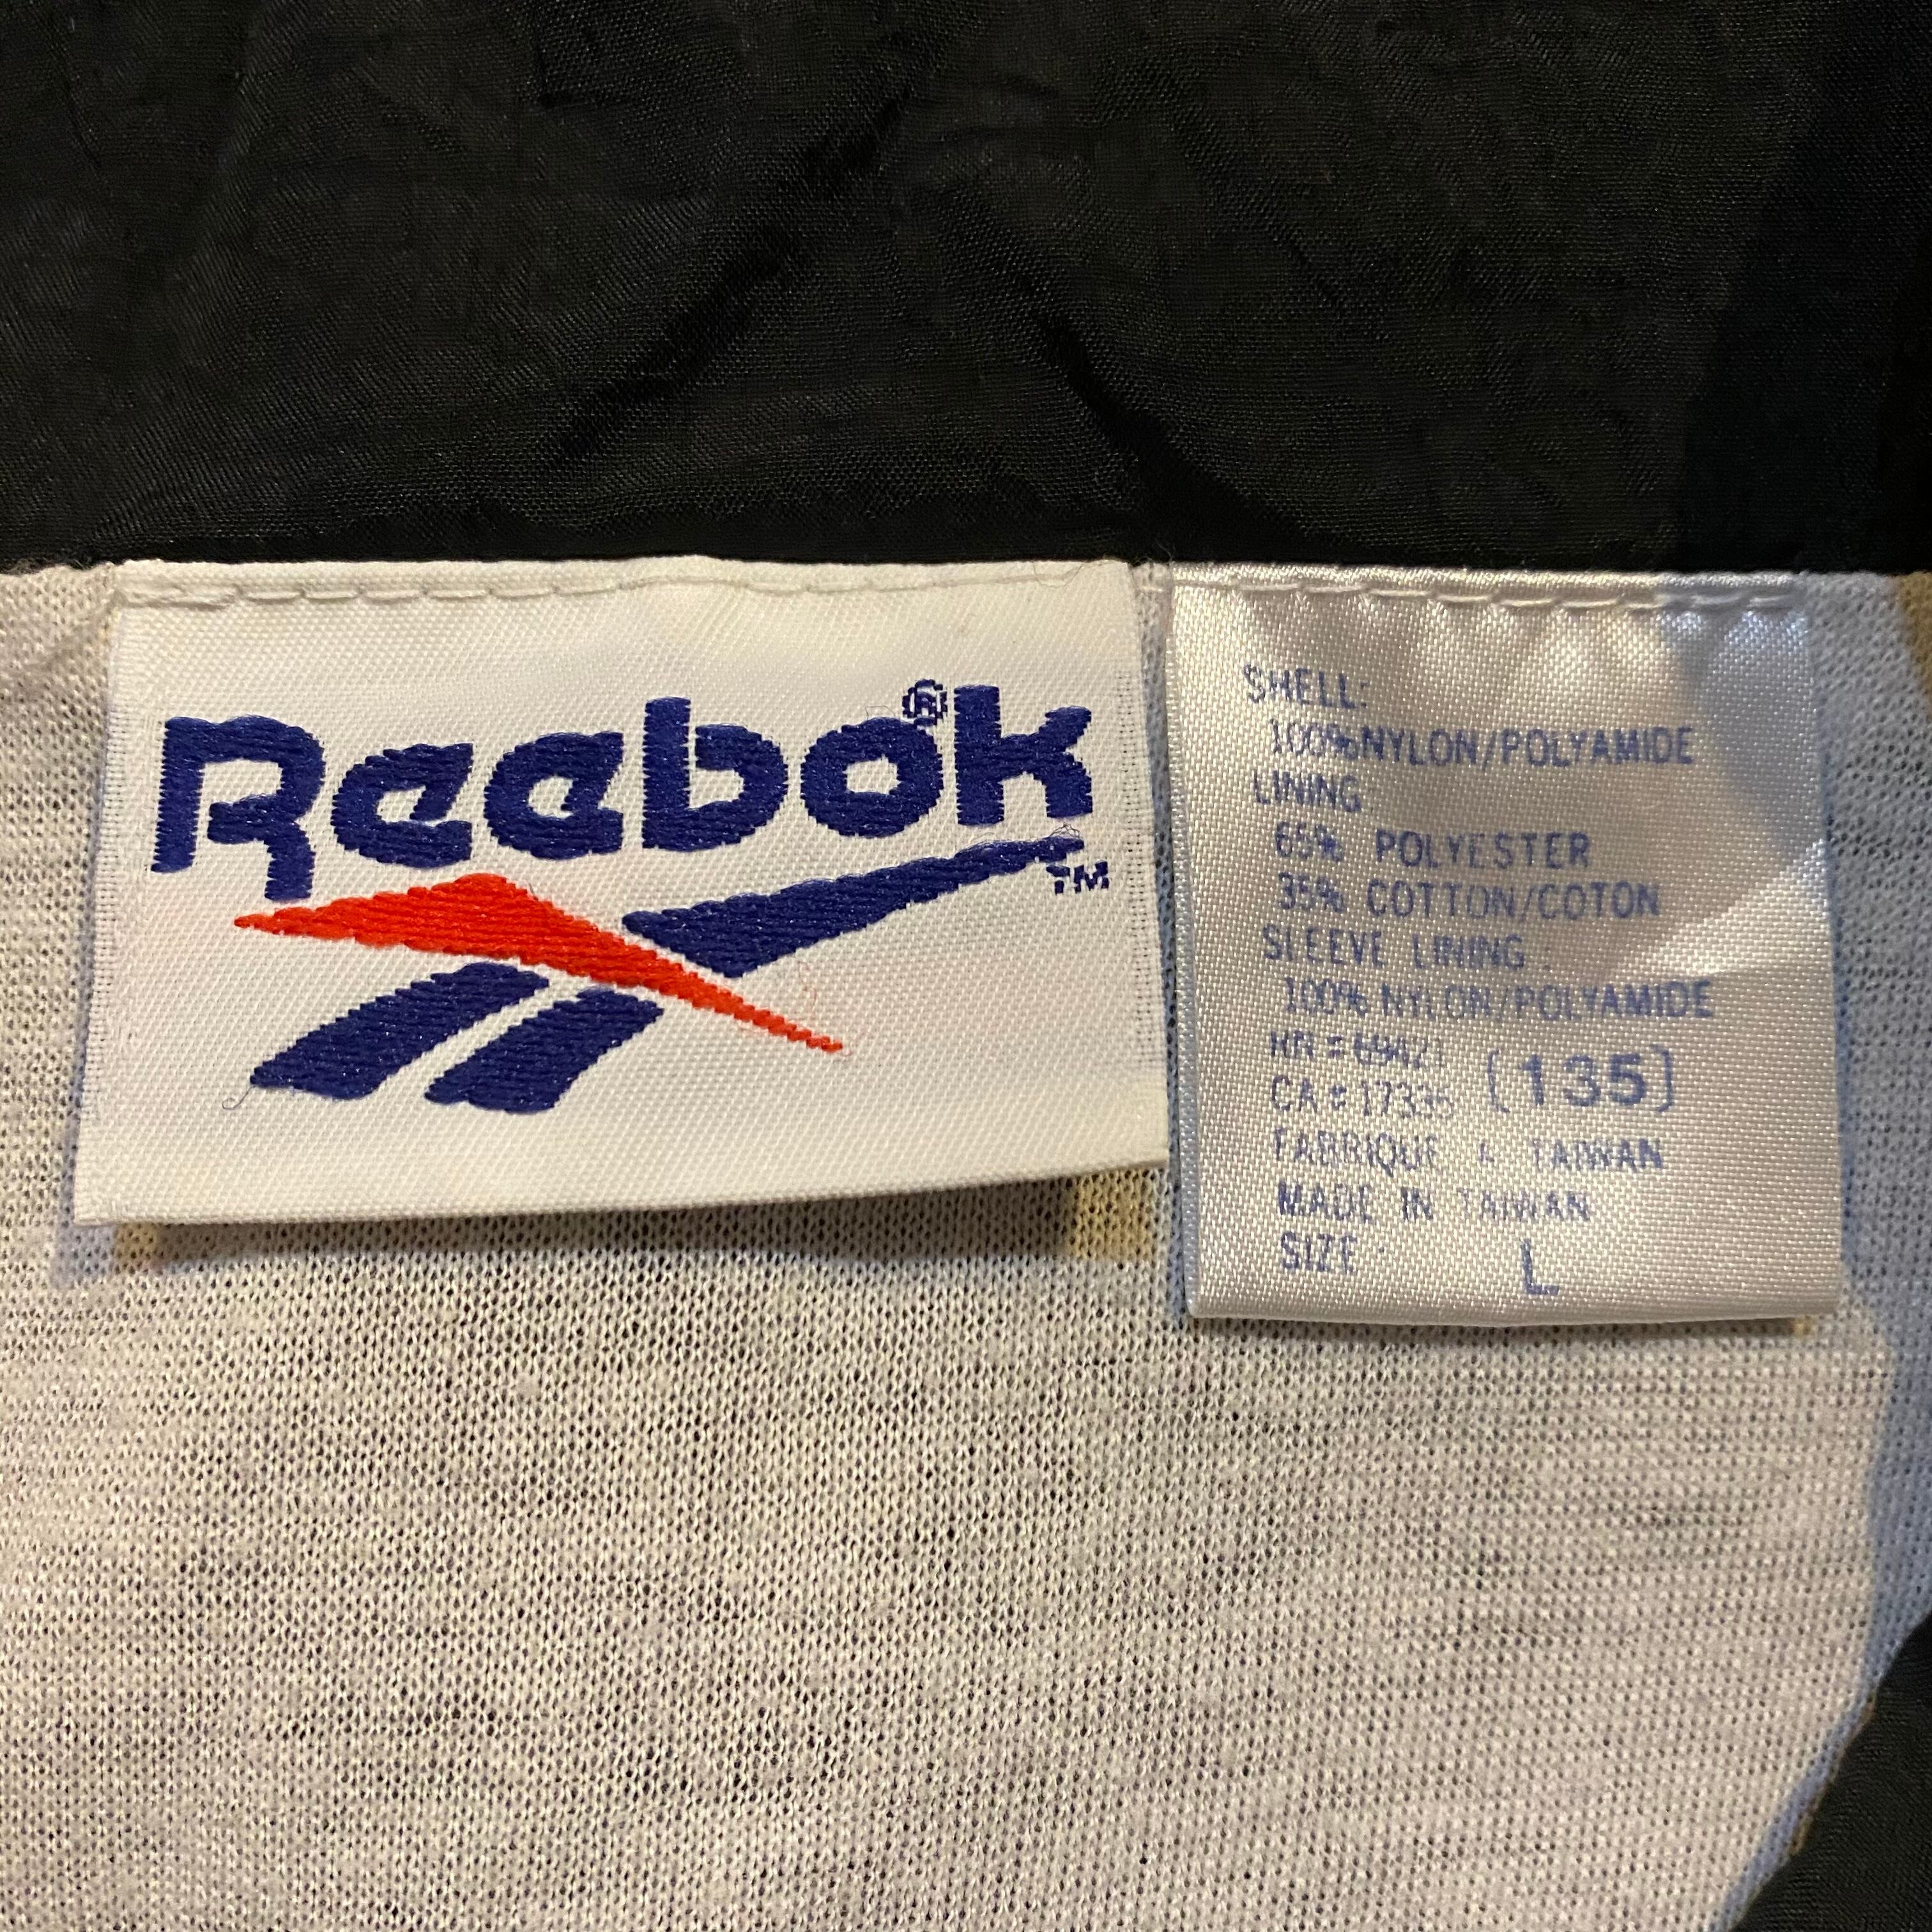 Reebok®
TM
SHELL:
100% NYLON/POLYAMIDE
LINING
65% POLYESTER
35% COTTON/COTON
SLEEVE LINING:
100% NYLON/POLYAMIDE
[135]
CA#
FABRIQUE A TAIWAN
MADE IN TAIWAN
SIZE: L